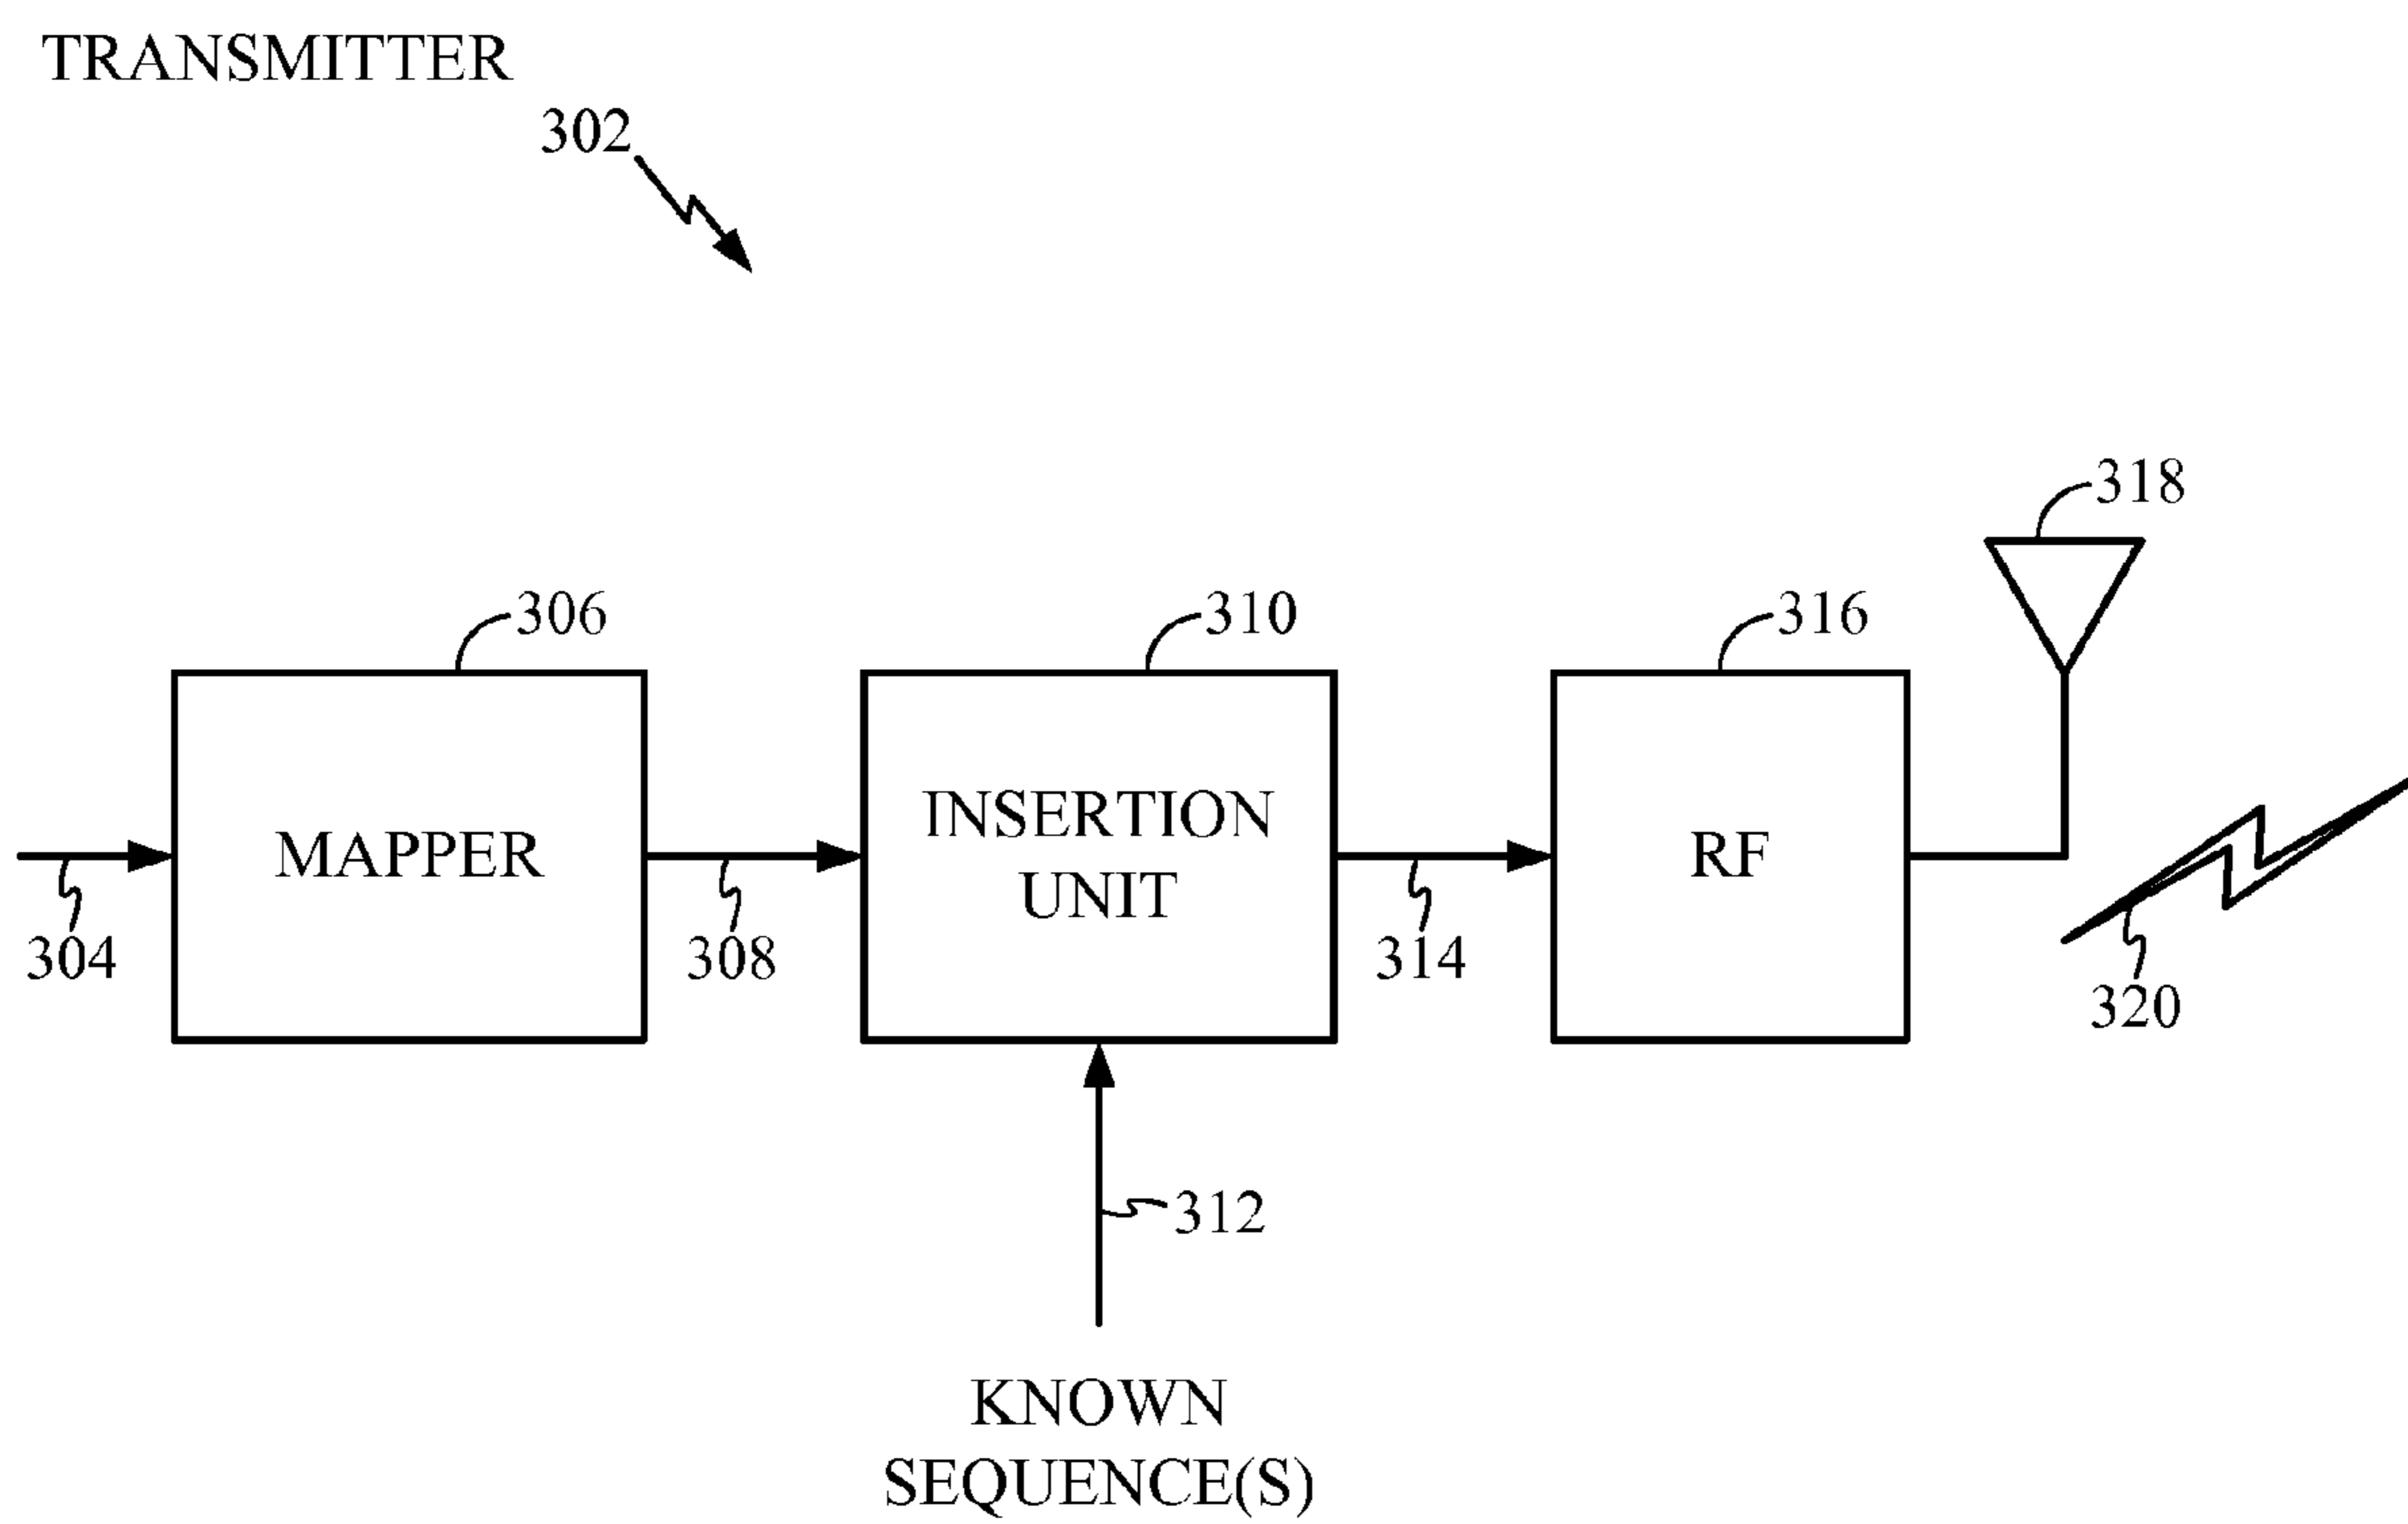 TRANSMITTER
302
318
306
310
316
MAPPER
INSERTION
UNIT
RF
304
308
314
320
312
KNOWN
SEQUENCE(S)